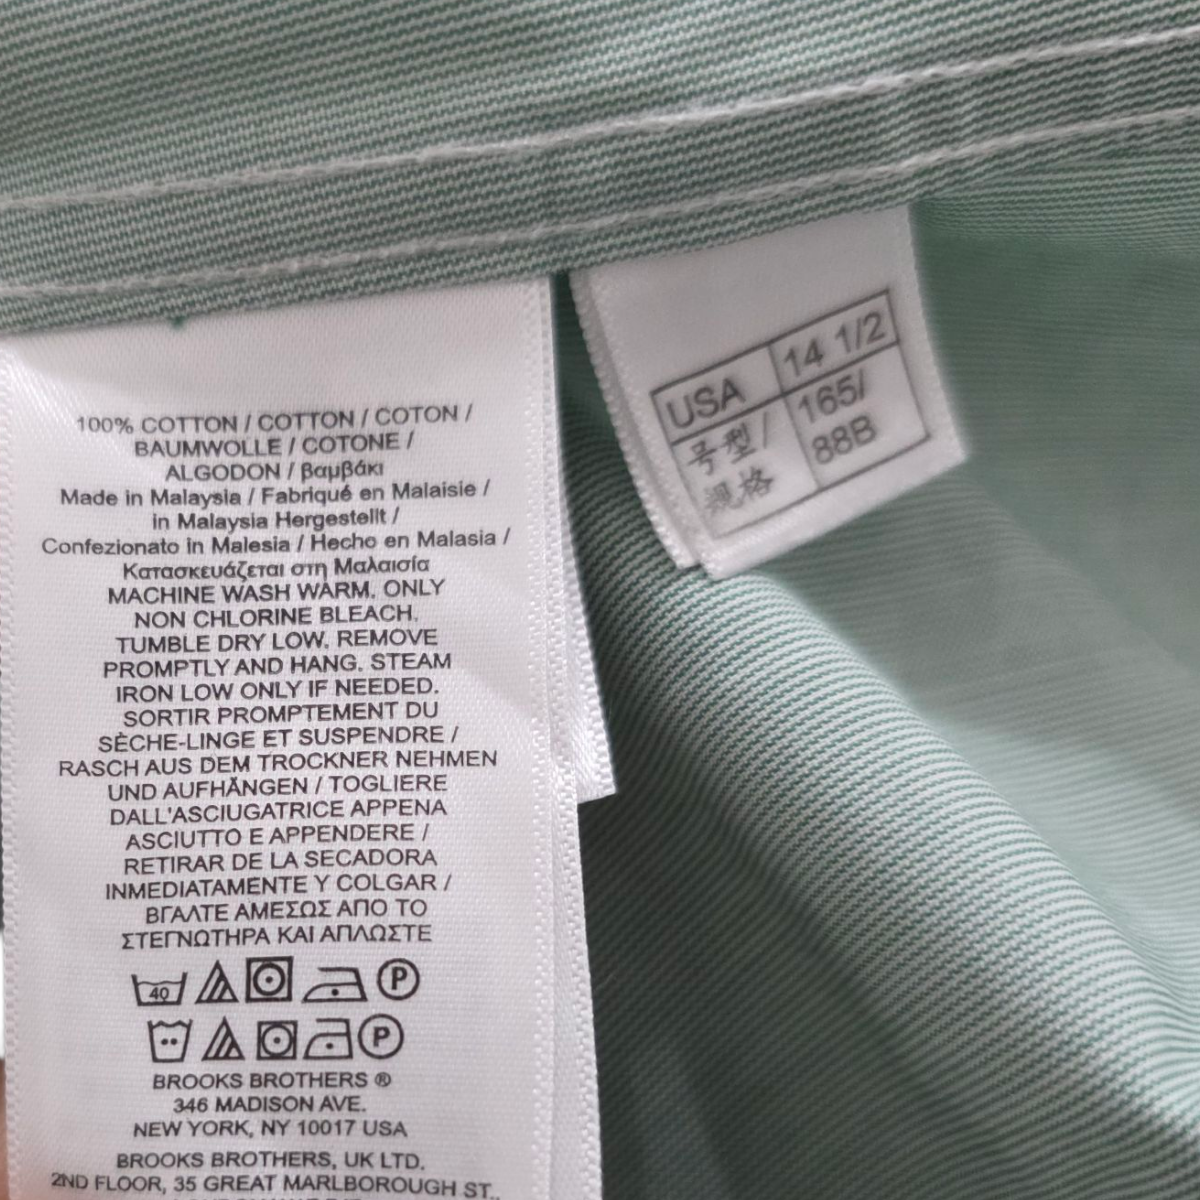 100% COTTON / COTTON / COTON /
BAUMWOLLE / COTONE /
ALGODON / βαμβάκι
Made in Malaysia / Fabriqué en Malaisie /
in Malaysia Hergestellt /
Confezionato in Malesia / Hecho en Malasia /
Κατασκευάζεται στη Μαλαισία
MACHINE WASH WARM. ONLY
NON CHLORINE BLEACH.
TUMBLE DRY LOW. REMOVE
PROMPTLY AND HANG. STEAM
IRON LOW ONLY IF NEEDED.
SORTIR PROMPTEMENT DU
SÈCHE-LINGE ET SUSPENDRE /
RASCH AUS DEM TROCKNER NEHMEN
UND AUFHÄNGEN / TOGLIERE
DALL'ASCIUGATRICE APPENA
ASCIUTTO E APPENDERE /
RETIRAR DE LA SECADORA
INMEDIATAMENTE Y COLGAR /
ΒΓΑΛΤΕ ΑΜΕΣΩΣ ΑΠΟ ΤΟ
ΣΤΕΓΝΩΤΗΡΑ ΚΑΙ ΑΠΛΩΣΤΕ
40 P
P
BROOKS BROTHERS ®
346 MADISON AVE.
NEW YORK, NY 10017 USA
BROOKS BROTHERS, UK LTD.
2ND FLOOR, 35 GREAT MARLBOROUGH ST.,
USA 14 1/2
号型/ 165/
规格 88B